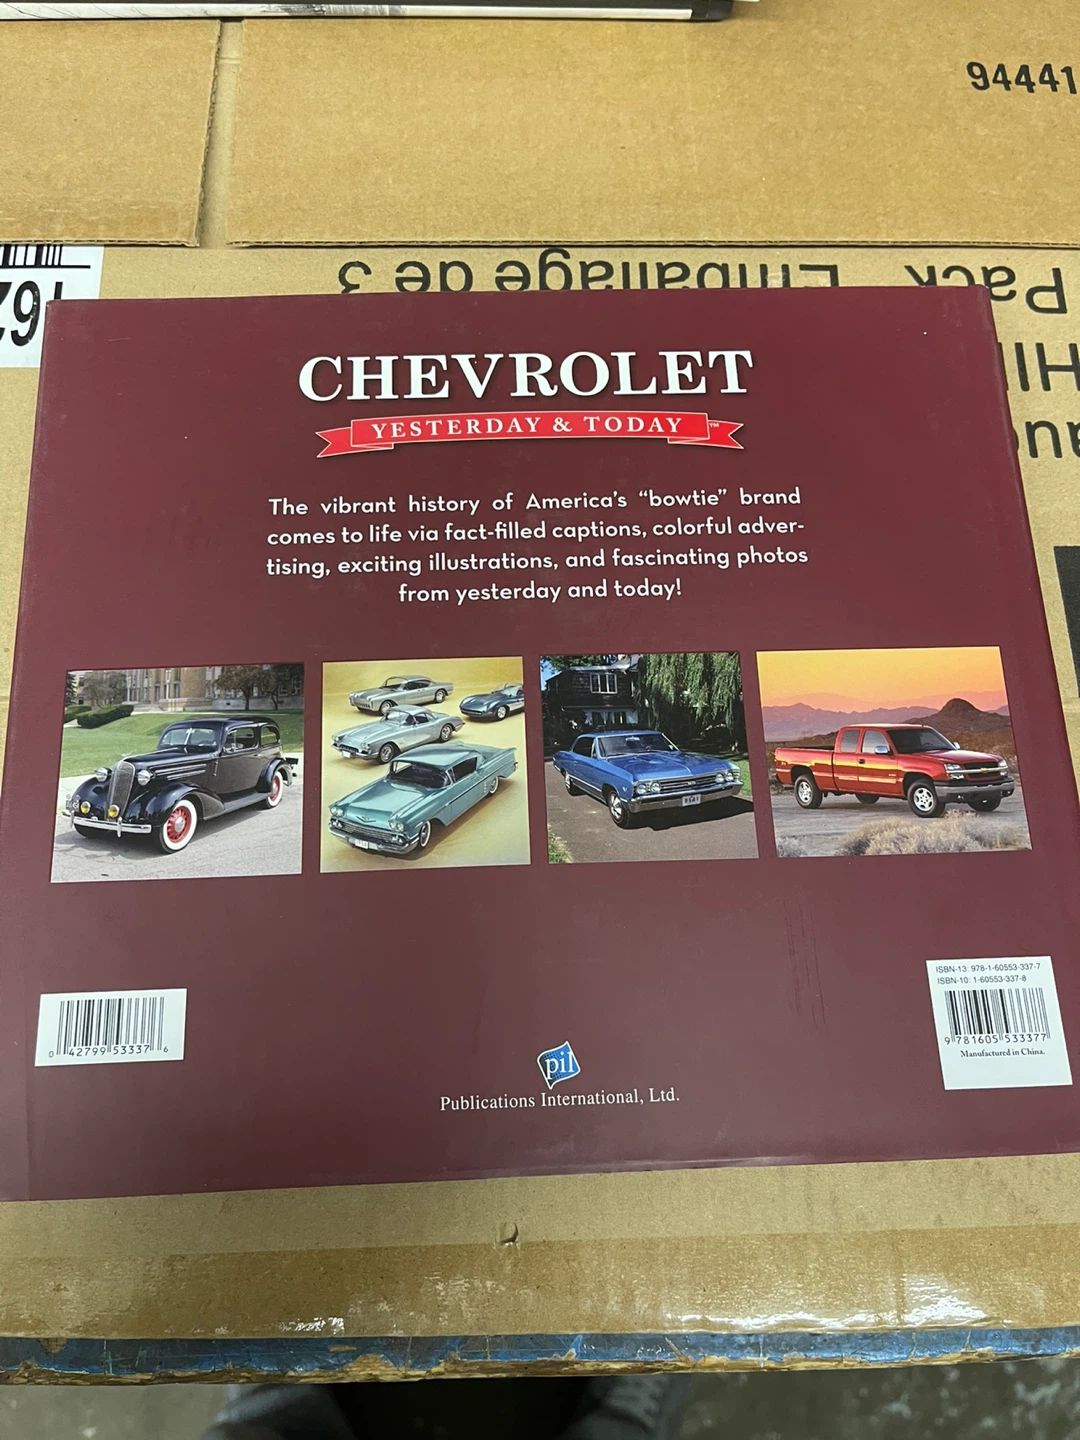 94441
Pack Emballage de 3
CHEVROLET
YESTERDAY & TODAY™
The vibrant history of America's “bowtie” brand
comes to life via fact-filled captions, colorful adver-
tising, exciting illustrations, and fascinating photos
from yesterday and today!
ISBN-13: 978-1-60553-337-7
ISBN-10: 1-60553-337-8
9 781605 533377
Manufactured in China.
0 42799 53337 6
pil
Publications International, Ltd.